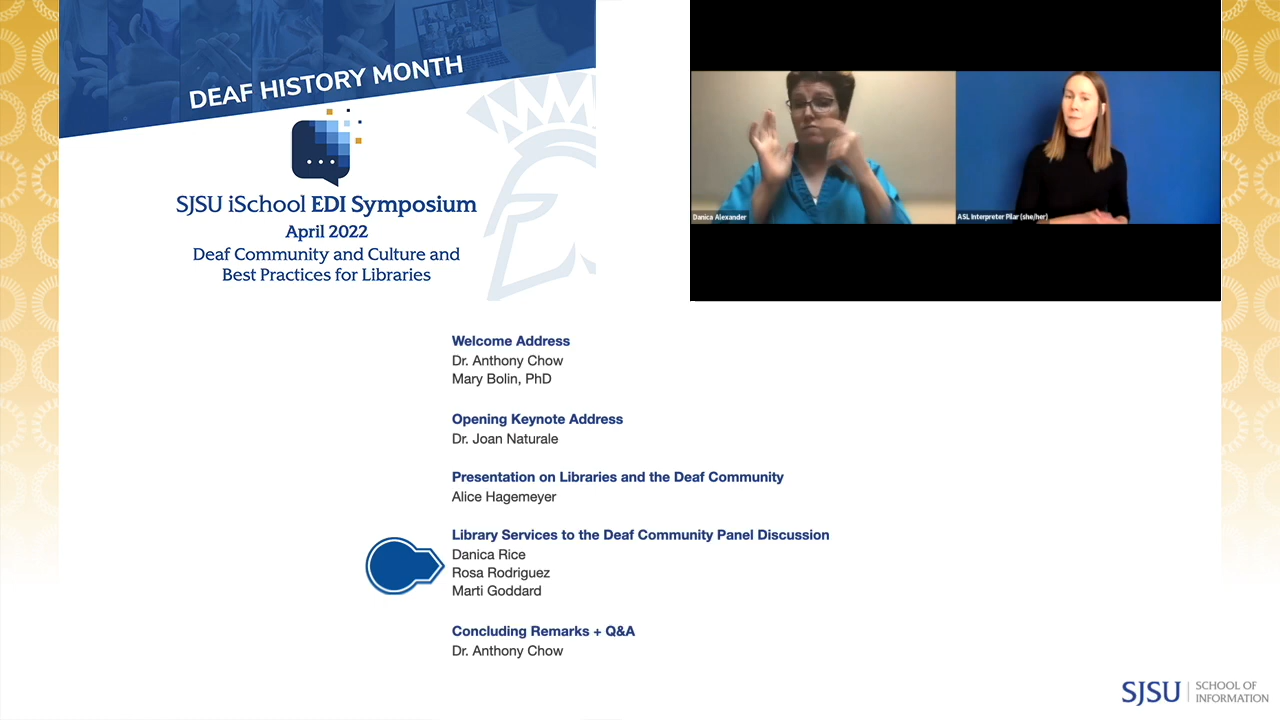 DEAF HISTORY MONTH
SJSU iSchool EDI Symposium
April 2022
Deaf Community and Culture and
Best Practices for Libraries
Danica Alexander
ASL Interpreter Pilar (she/her)
Welcome Address
Dr. Anthony Chow
Mary Bolin, PhD
Opening Keynote Address
Dr. Joan Naturale
Presentation on Libraries and the Deaf Community
Alice Hagemeyer
Library Services to the Deaf Community Panel Discussion
Danica Rice
Rosa Rodriguez
Marti Goddard
Concluding Remarks + Q&A
Dr. Anthony Chow
SJSU
SCHOOL OF
INFORMATION